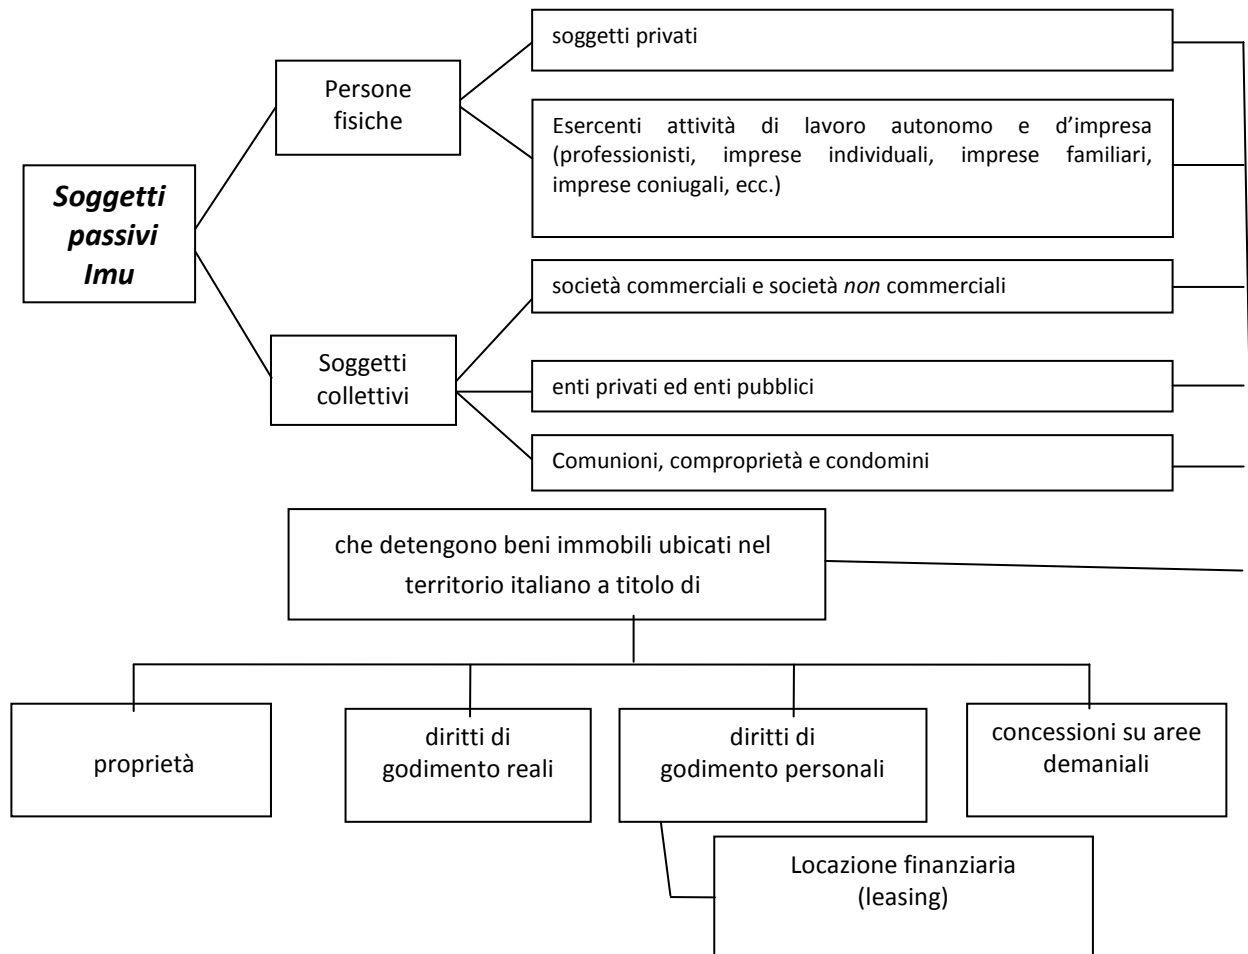 soggetti privati
Persone
fisiche
Esercenti attività di lavoro autonomo e d’impresa
(professionisti, imprese individuali, imprese familiari,
imprese coniugali, ecc.)
Soggetti
passivi
Imu
società commerciali e società non commerciali
Soggetti
collettivi
enti privati ed enti pubblici
Comunioni, comproprietà e condomini
che detengono beni immobili ubicati nel
territorio italiano a titolo di
proprietà
diritti di
godimento reali
diritti di
godimento personali
concessioni su aree
demaniali
Locazione finanziaria
(leasing)